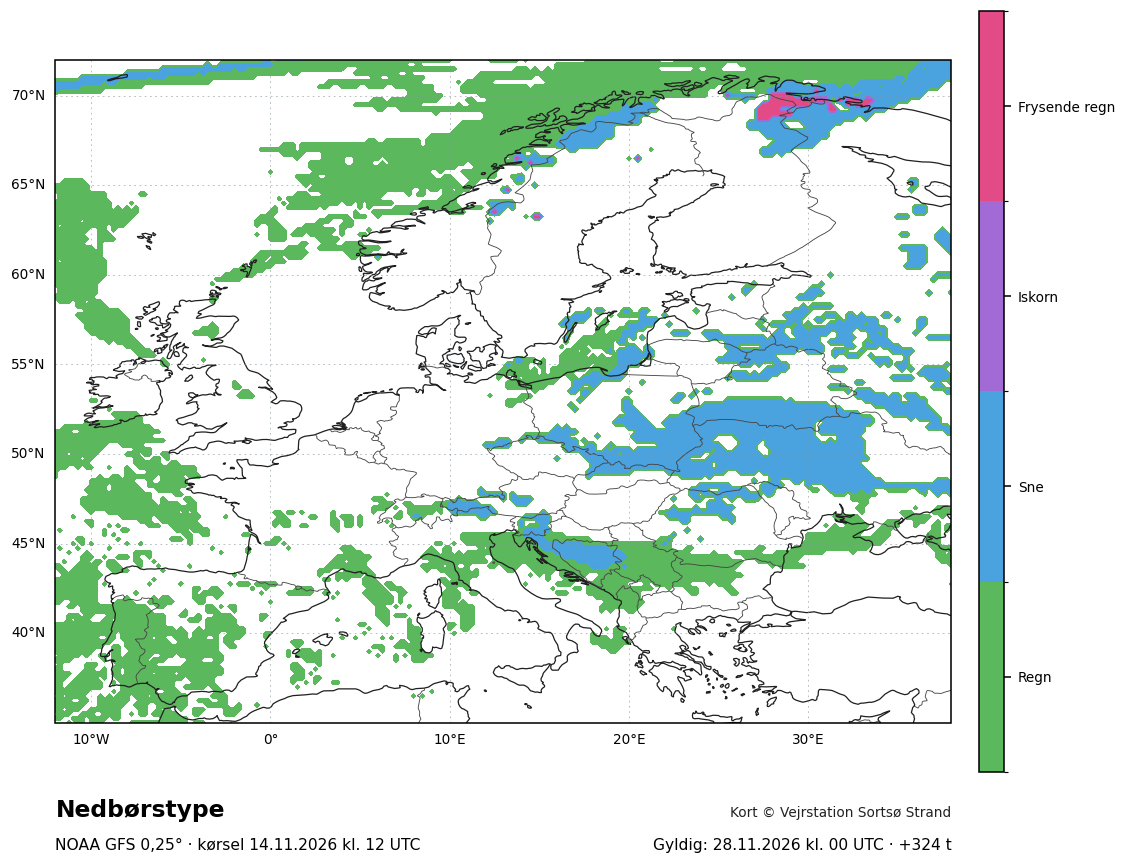 70°N
65°N
60°N
55°N
50°N
45°N
40°N
10°W
0°
10°E
20°E
30°E
Frysende regn
Iskorn
Sne
Regn
Nedbørstype
Kort © Vejrstation Sortsø Strand
NOAA GFS 0,25° · kørsel 14.11.2026 kl. 12 UTC
Gyldig: 28.11.2026 kl. 00 UTC · +324 t